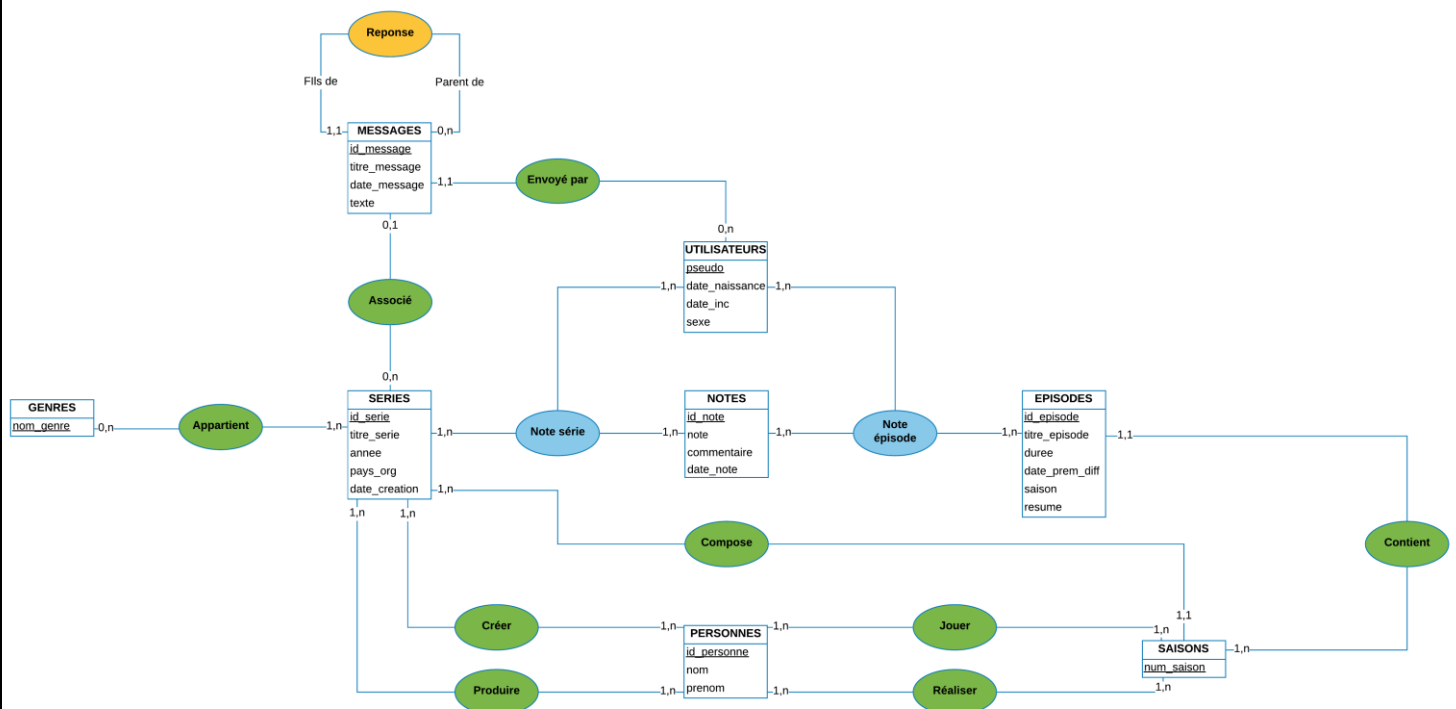 Reponse
FIls de
Parent de
1,1
MESSAGES
0,n
id_message
titre_message
date_message
texte
1,1
Envoyé par
0,1
0,n
UTILISATEURS
pseudo
date_naissance
date_inc
sexe
1,n
1,n
Associé
0,n
GENRES
nom_genre
0,n
Appartient
1,n
SERIES
id_serie
titre_serie
annee
pays_org
date_creation
1,n
Note série
1,n
NOTES
id_note
note
commentaire
date_note
1,n
Note
épisode
1,n
EPISODES
id_episode
titre_episode
duree
date_prem_diff
saison
resume
1,1
1,n
1,n
1,n
Compose
Contient
1,1
Créer
1,n
PERSONNES
id_personne
nom
prenom
1,n
Jouer
1,n
SAISONS
num_saison
1,n
Produire
1,n
1,n
Réaliser
1,n